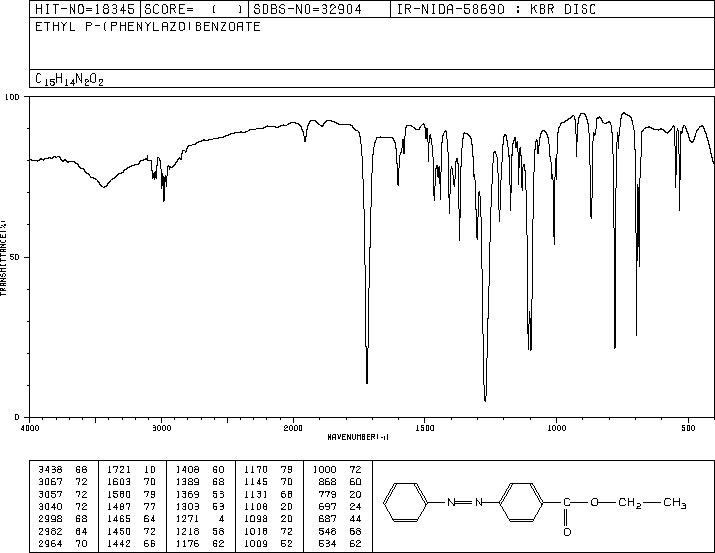 HIT-NO=18345 SCORE= ( ) SDBS-NO=32904 IR-NIDA-58690 : KBR DISC
ETHYL P-(PHENYLAZO)BENZOATE
C15H14N2O2
100
TRANSMITTANCE(%)
50
0
4000 3000 2000 1500 1000 500
WAVENUMBER(-1)
3438 68 1721 10 1408 60 1170 79 1000 72
3067 72 1603 70 1389 68 1145 70 868 60
3057 72 1580 79 1369 53 1131 68 779 20
3040 72 1487 77 1303 53 1108 20 697 24
2998 68 1465 64 1271 4 1098 20 687 44
2982 64 1450 72 1218 58 1018 72 548 68
2964 70 1442 66 1176 62 1009 52 534 62
N N C O CH2 CH3
O